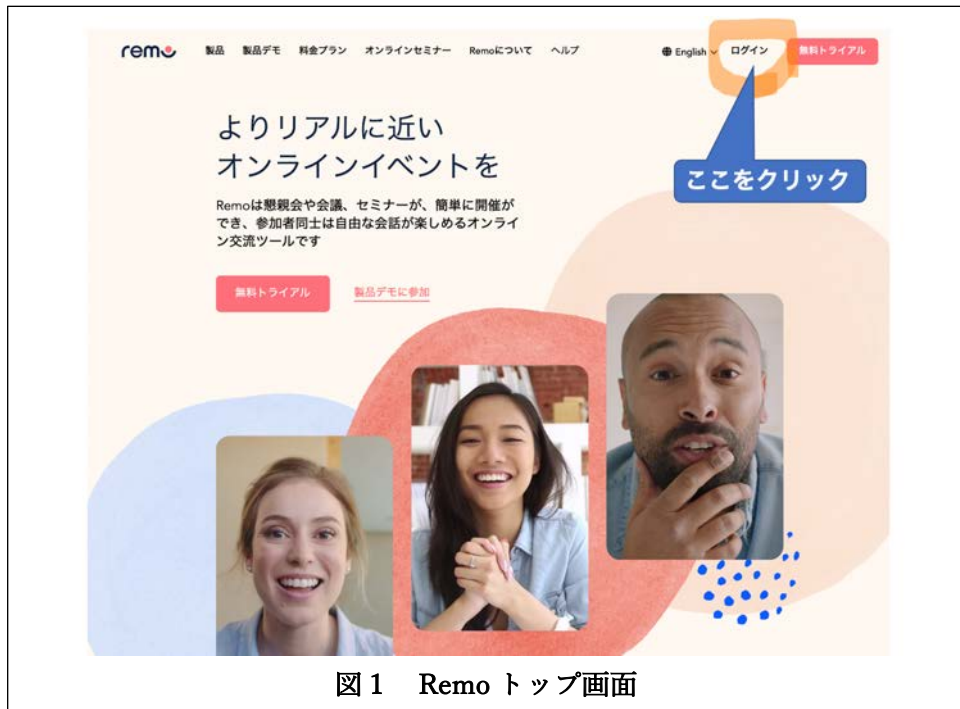 remo 製品 製品デモ 料金プラン オンラインセミナー Remoについて ヘルプ English ログイン 無料トライアル
ここをクリック
よりリアルに近い
オンラインイベントを
Remoは懇親会や会議、セミナーが、簡単に開催が
でき、参加者同士は自由な会話が楽しめるオンライ
ン交流ツールです
無料トライアル 製品デモに参加
図1 Remo トップ画面